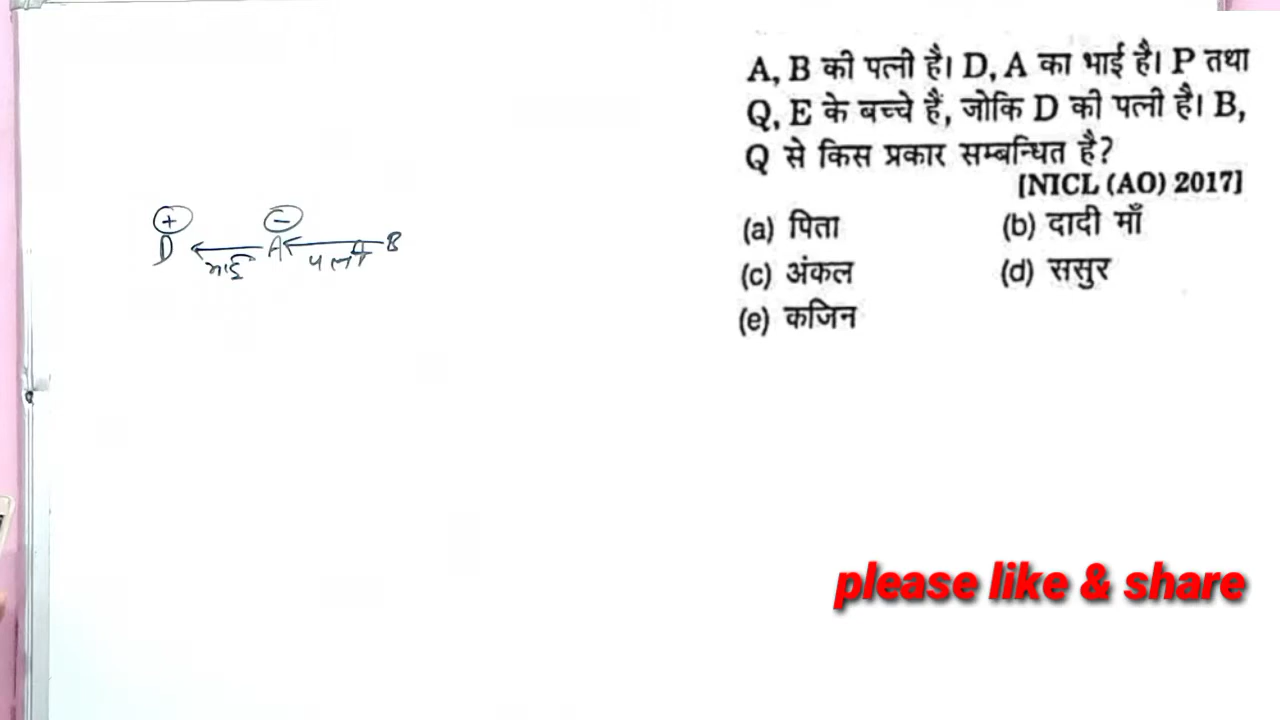 A, B की पत्नी है। D, A का भाई है। P तथा
Q, E के बच्चे हैं, जोकि D की पत्नी है। B,
Q से किस प्रकार सम्बन्धित है?
[NICL (AO) 2017]
(a) पिता (b) दादी माँ
(c) अंकल (d) ससुर
(e) कजिन
+ −
D A B
भाई पत्नी
please like & share